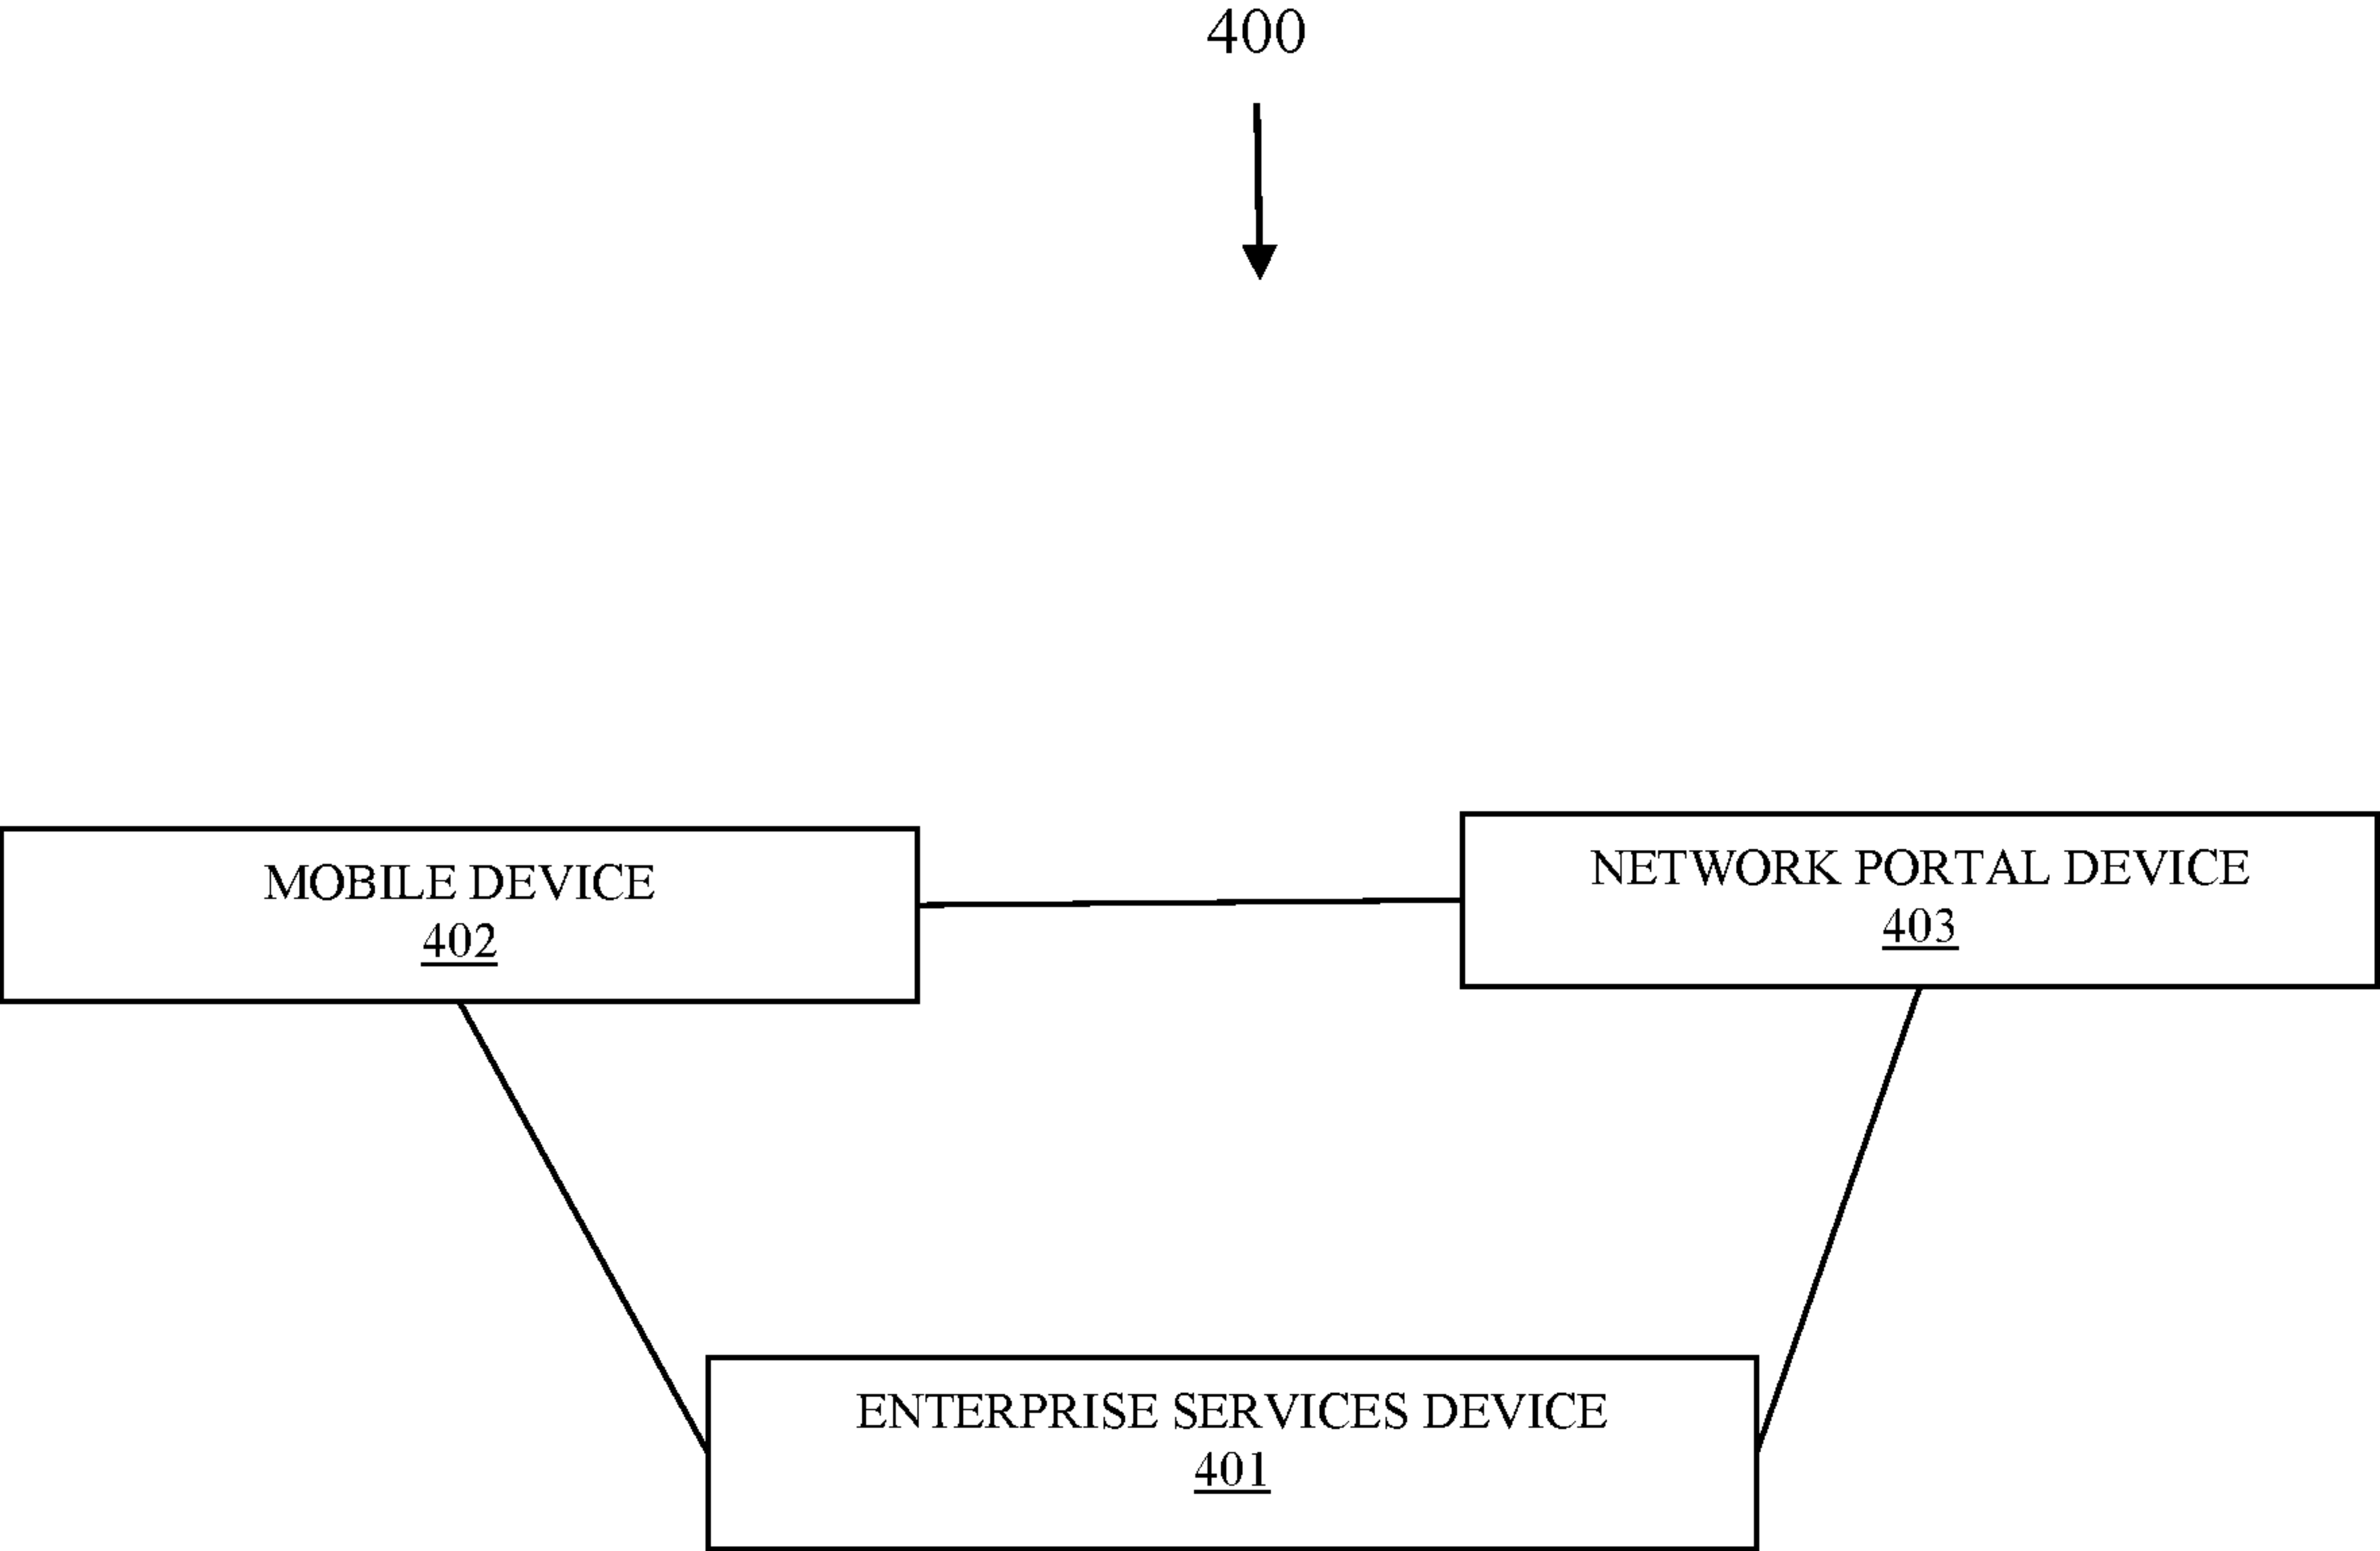 400
MOBILE DEVICE
402
NETWORK PORTAL DEVICE
403
ENTERPRISE SERVICES DEVICE
401